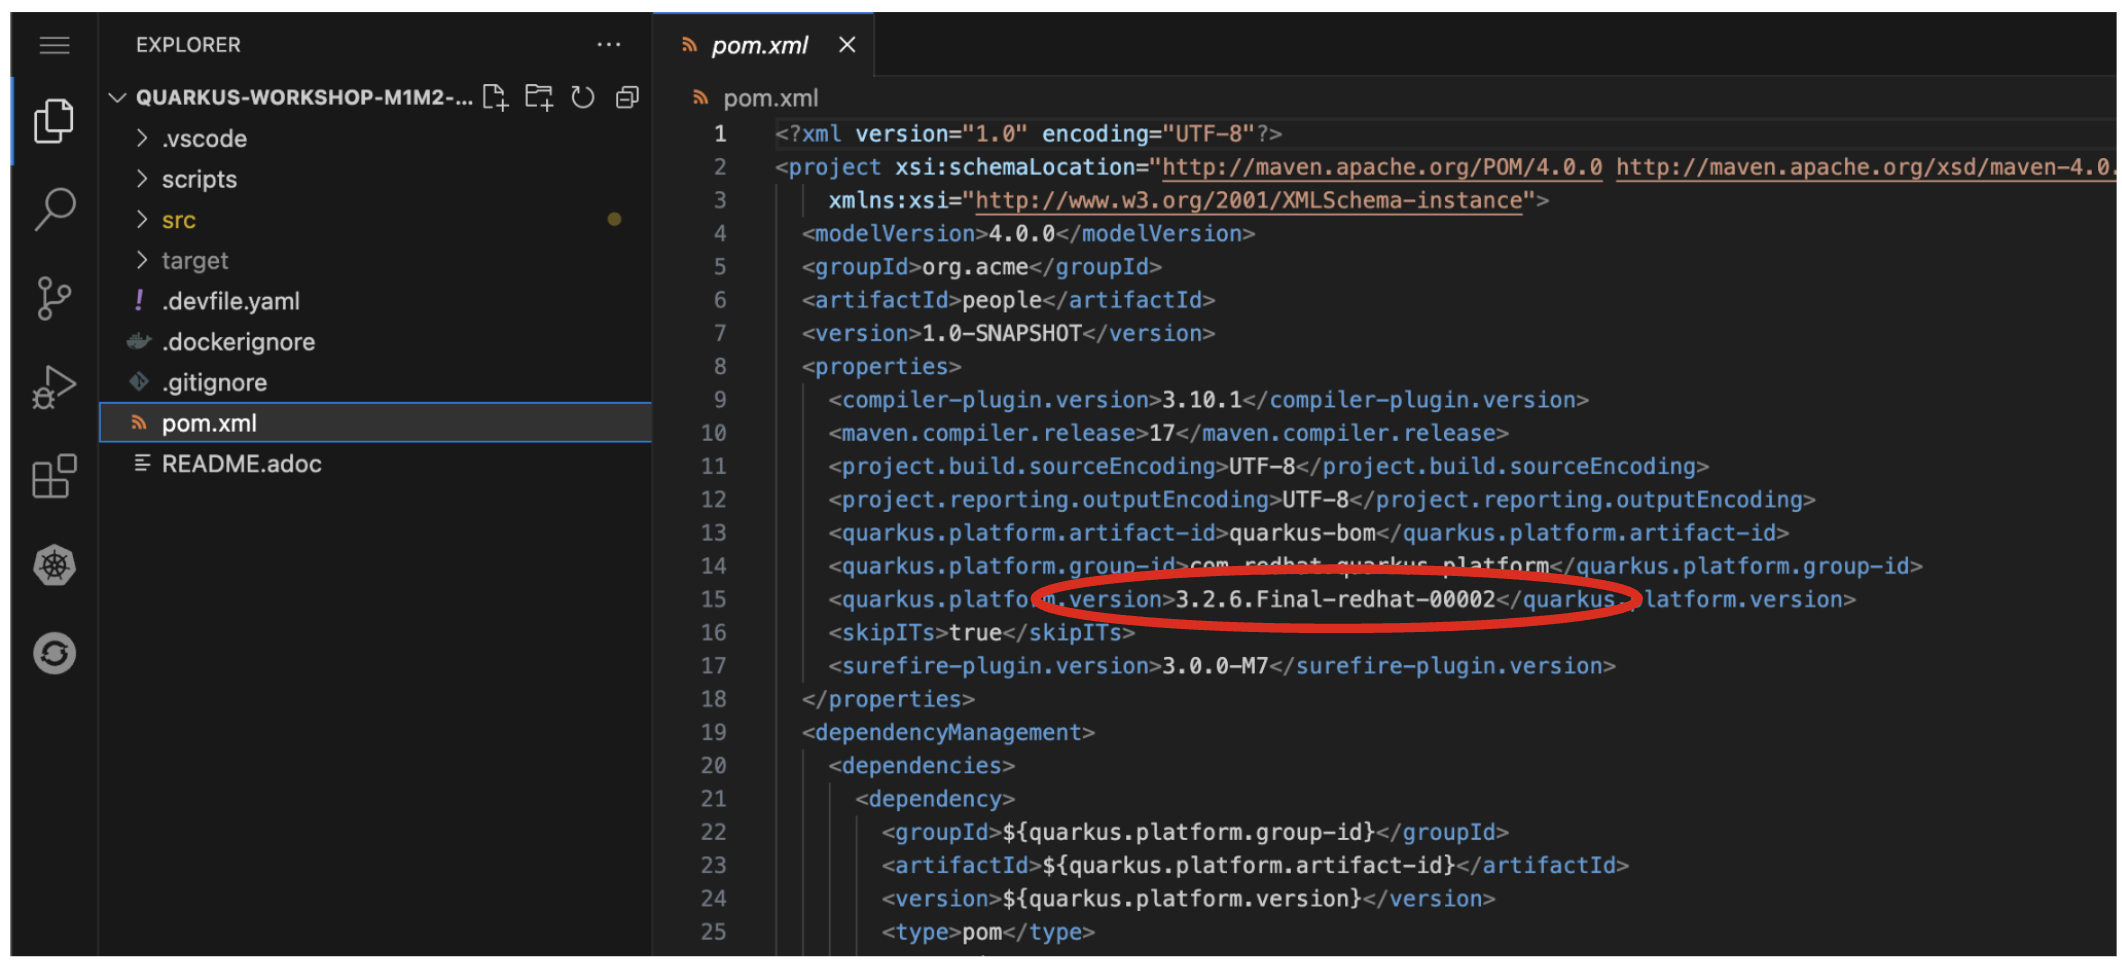 EXPLORER
QUARKUS-WORKSHOP-M1M2-...
.vscode
scripts
src
target
.devfile.yaml
.dockerignore
.gitignore
pom.xml
README.adoc
pom.xml
pom.xml
1 <?xml version="1.0" encoding="UTF-8"?>
2 <project xsi:schemaLocation="http://maven.apache.org/POM/4.0.0 http://maven.apache.org/xsd/maven-4.0.
3 xmlns:xsi="http://www.w3.org/2001/XMLSchema-instance">
4 <modelVersion>4.0.0</modelVersion>
5 <groupId>org.acme</groupId>
6 <artifactId>people</artifactId>
7 <version>1.0-SNAPSHOT</version>
8 <properties>
9 <compiler-plugin.version>3.10.1</compiler-plugin.version>
10 <maven.compiler.release>17</maven.compiler.release>
11 <project.build.sourceEncoding>UTF-8</project.build.sourceEncoding>
12 <project.reporting.outputEncoding>UTF-8</project.reporting.outputEncoding>
13 <quarkus.platform.artifact-id>quarkus-bom</quarkus.platform.artifact-id>
14 <quarkus.platform.group-id>com.redhat.quarkus.platform</quarkus.platform.group-id>
15 <quarkus.platform.version>3.2.6.Final-redhat-00002</quarkus.platform.version>
16 <skipITs>true</skipITs>
17 <surefire-plugin.version>3.0.0-M7</surefire-plugin.version>
18 </properties>
19 <dependencyManagement>
20 <dependencies>
21 <dependency>
22 <groupId>${quarkus.platform.group-id}</groupId>
23 <artifactId>${quarkus.platform.artifact-id}</artifactId>
24 <version>${quarkus.platform.version}</version>
25 <type>pom</type>